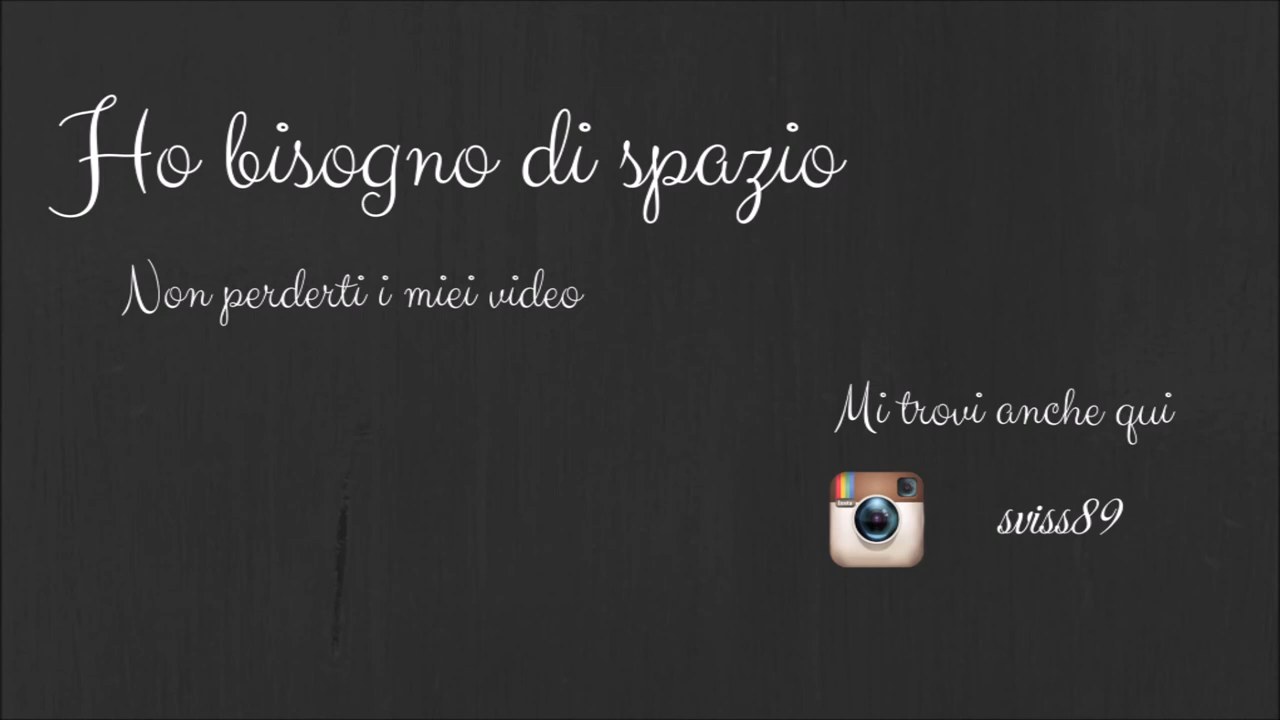 Ho bisogno di spazio
Non perderti i miei video
Mi trovi anche qui
sviss89